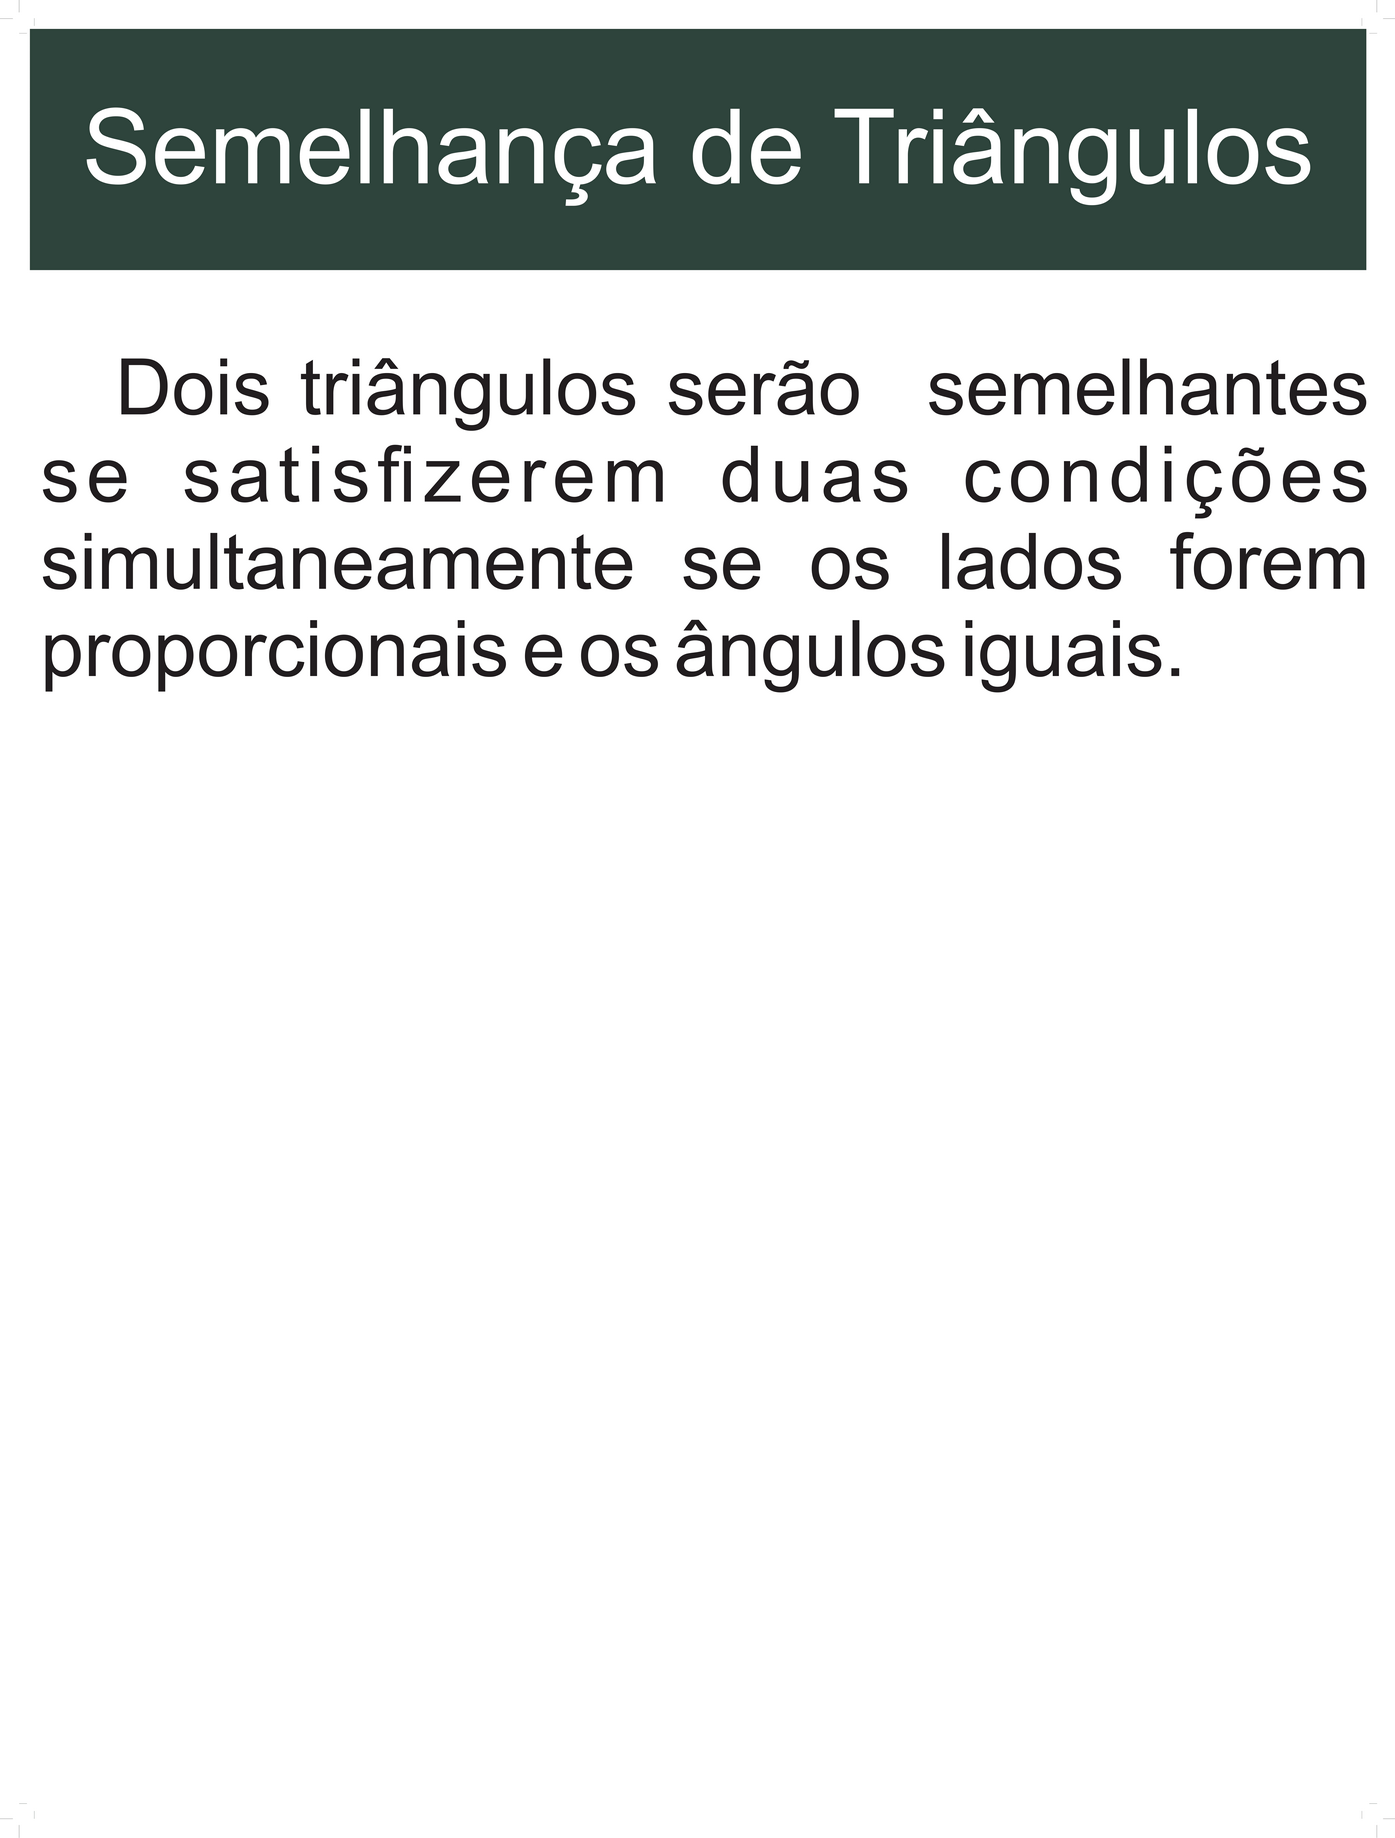 Semelhança de Triângulos
Dois triângulos serão semelhantes
se satisfizerem duas condições
simultaneamente se os lados forem
proporcionais e os ângulos iguais.